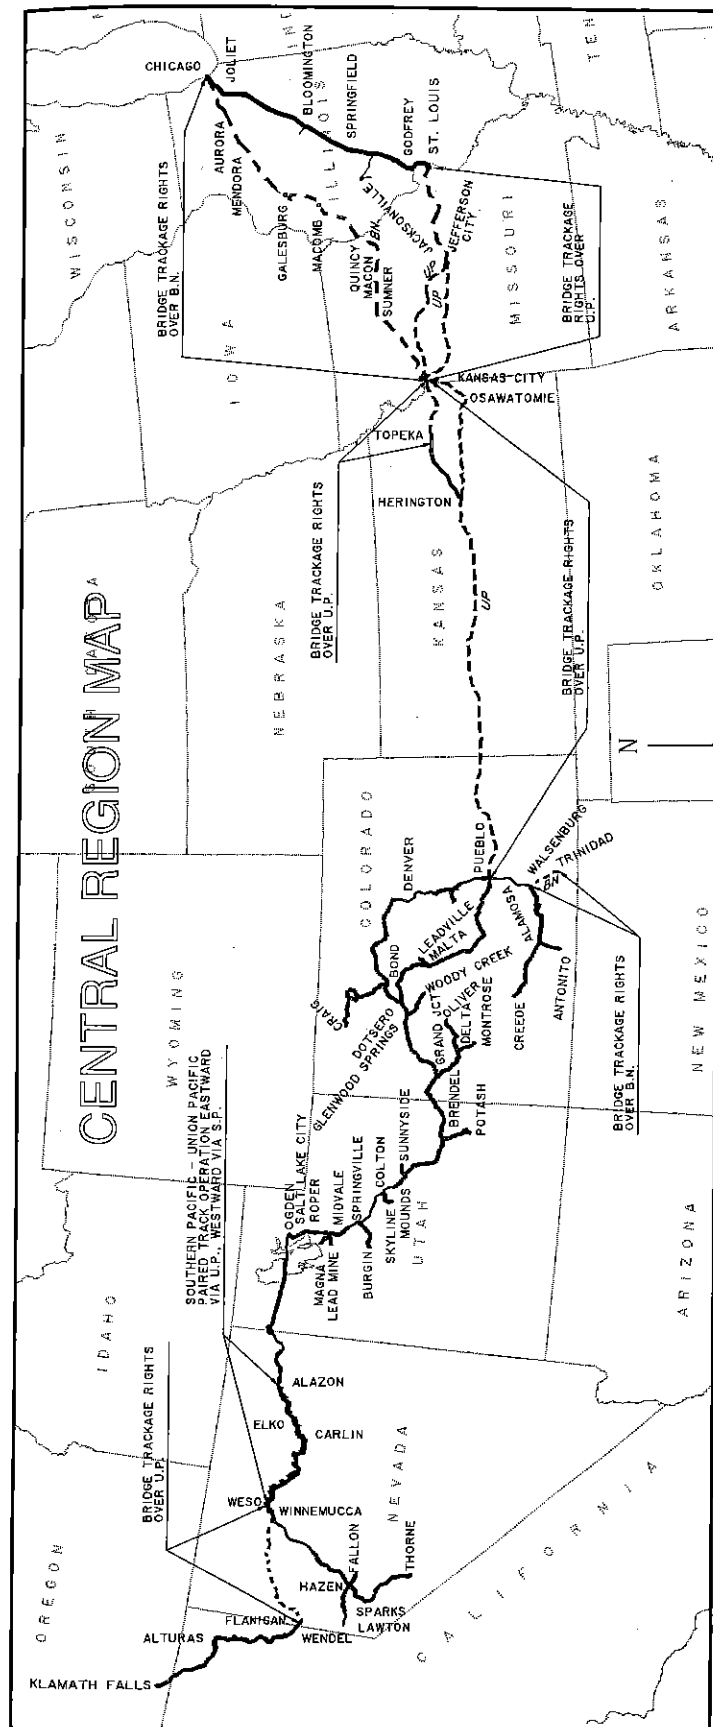 CENTRAL REGION MAP
WISCONSIN
IOWA
ILLINOIS
IN
TEN
MISSOURI
ARKANSAS
SOUTH DAKOTA
NEBRASKA
KANSAS
OKLAHOMA
WYOMING
COLORADO
NEW MEXICO
IDAHO
UTAH
ARIZONA
OREGON
NEVADA
CALIFORNIA
N
BRIDGE TRACKAGE RIGHTS
OVER B.N.
BRIDGE TRACKAGE
RIGHTS OVER
U.P.
BRIDGE TRACKAGE RIGHTS
OVER U.P.
BRIDGE TRACKAGE RIGHTS
OVER U.P.
BRIDGE TRACKAGE RIGHTS
OVER B.N.
SOUTHERN PACIFIC - UNION PACIFIC
PAIRED TRACK OPERATION EASTWARD
VIA U.P., WESTWARD VIA S.P.
BRIDGE TRACKAGE RIGHTS
OVER U.P.
CHICAGO
JOLIET
BLOOMINGTON
SPRINGFIELD
GODFREY
ST. LOUIS
AURORA
MENDORA
GALESBURG
MACOMB
BN
QUINCY
MACON
SUMNER
JACKSONVILLE
JEFFERSON
CITY
UP
UP
KANSAS CITY
OSAWATOMIE
TOPEKA
HERINGTON
UP
PUEBLO
DENVER
WALSENBURG
TRINIDAD
BN
ALAMOSA
ANTONITO
CREEDE
LEADVILLE
MALTA
BOND
CRAIG
WOODY CREEK
DOTSERO
GLENWOOD SPRINGS
GRAND JCT
OLIVER
DELTA
MONTROSE
BRENDEL
POTASH
SUNNYSIDE
MOUNDS
COLTON
SKYLINE
SPRINGVILLE
BURGIN
MIDVALE
ROPER
SALT LAKE CITY
OGDEN
MAGNA
LEAD MINE
ALAZON
ELKO
CARLIN
WESO
WINNEMUCCA
HAZEN
FALLON
THORNE
SPARKS
LAWTON
FLANIGAN
WENDEL
ALTURAS
KLAMATH FALLS